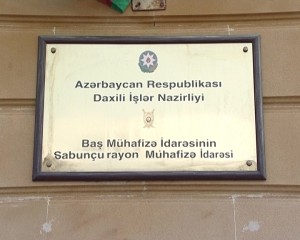 Azərbaycan Respublikası
Daxili İşlər Nazirliyi
Baş Mühafizə İdarəsinin
Sabunçu rayon Mühafizə İdarəsi